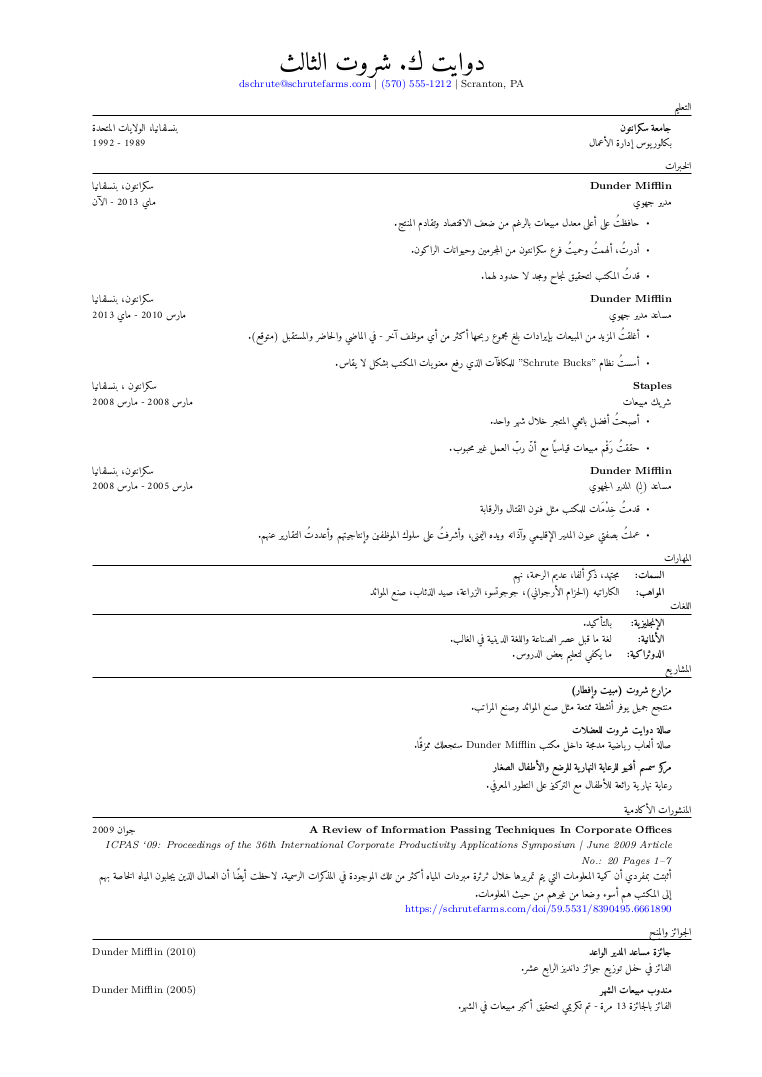 دوايت ك. شروت الثالث
dschrute@schrutefarms.com | (570) 555-1212 | Scranton, PA
التعليم
جامعة سكرانتون بنسلفانيا، الولايات المتحدة
بكالوريوس إدارة الأعمال 1989 - 1992
الخبرات
Dunder Mifflin سكرانتون، بنسلفانيا
مدير جهوي ماي 2013 - الآن
• حافظتُ على أعلى معدل مبيعات بالرغم من ضعف الاقتصاد وتقادم المنتج.
• أدرتُ، ألهمتُ وحميتُ فرع سكرانتون من المجرمين وحيوانات الراكون.
• قدتُ المكتب لتحقيق نجاح ومجد لا حدود لهما.
Dunder Mifflin سكرانتون، بنسلفانيا
مساعد مدير جهوي مارس 2010 - ماي 2013
• أغلقتُ المزيد من المبيعات بإيرادات بلغ مجموع ربحها أكثر من أي موظف آخر - في الماضي والحاضر والمستقبل (متوقع).
• أسستُ نظام "Schrute Bucks" للمكافآت الذي رفع معنويات المكتب بشكل لا يقاس.
Staples سكرانتون ، بنسلفانيا
شريك مبيعات مارس 2008 - مارس 2008
• أصبحتُ أفضل بائعي المتجر خلال شهر واحد.
• حققتُ رَقْم مبيعات قياسيًا مع أنّ ربّ العمل غير محبوب.
Dunder Mifflin سكرانتون، بنسلفانيا
مساعد (لِ) المدير الجهوي مارس 2005 - مارس 2008
• قدمتُ خِدْمَات للمكتب مثل فنون القتال والرقابة
• عملتُ بصفتي عيون المدير الإقليمي وآذانه ويده اليمنى، وأشرفتُ على سلوك الموظفين وإنتاجيتهم وأعددتُ التقارير عنهم.
المهارات
السمات: مجتهد، ذكر ألفا، عديم الرحمة، نهم
المواهب: الكاراتيه (الحزام الأرجواني)، جوجوتسو، الزراعة، صيد الذئاب، صنع الموائد
اللغات
الإنجليزية: بالتأكيد.
الألمانية: لغة ما قبل عصر الصناعة واللغة الدينية في الغالب.
الدوثراكية: ما يكفي لتعليم بعض الدروس.
المشاريع
مزارع شروت (مبيت وإفطار)
منتجع جميل يوفر أنشطة ممتعة مثل صنع الموائد وصنع المراتب.
صالة دوايت شروت للعضلات
صالة ألعاب رياضية مدمجة داخل مكتب Dunder Mifflin ستجعلك ممزقًا.
مركز سمسم أفنيو للرعاية النهارية للرضع والأطفال الصغار
رعاية نهارية رائعة للأطفال مع التركيز على التطور المعرفي.
المنشورات الأكادمية
A Review of Information Passing Techniques In Corporate Offices جوان 2009
ICPAS '09: Proceedings of the 36th International Corporate Productivity Applications Symposium | June 2009 Article
No.: 20 Pages 1–7
أثبتت بمفردي أن كمية المعلومات التي يتم تمريرها خلال ثرثرة مبردات المياه أكثر من تلك الموجودة في المذكرات الرسمية. لاحظت أيضًا أن العمال الذين يجلبون المياه الخاصة بهم
إلى المكتب هم أسوء وضعا من غيرهم من حيث المعلومات.
https://schrutefarms.com/doi/59.5531/8390495.6661890
الجوائز والمنح
جائزة مساعد المدير الواعد Dunder Mifflin (2010)
الفائز في حفل توزيع جوائز دانديز الرابع عشر.
مندوب مبيعات الشهر Dunder Mifflin (2005)
الفائز بالجائزة 13 مرة - تم تكريمي لتحقيق أكبر مبيعات في الشهر.